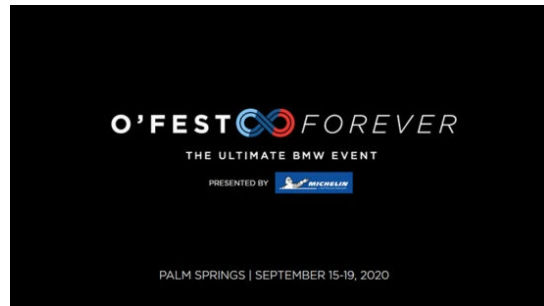 O'FEST FOREVER
THE ULTIMATE BMW EVENT
PRESENTED BY MICHELIN
PALM SPRINGS | SEPTEMBER 15-19, 2020